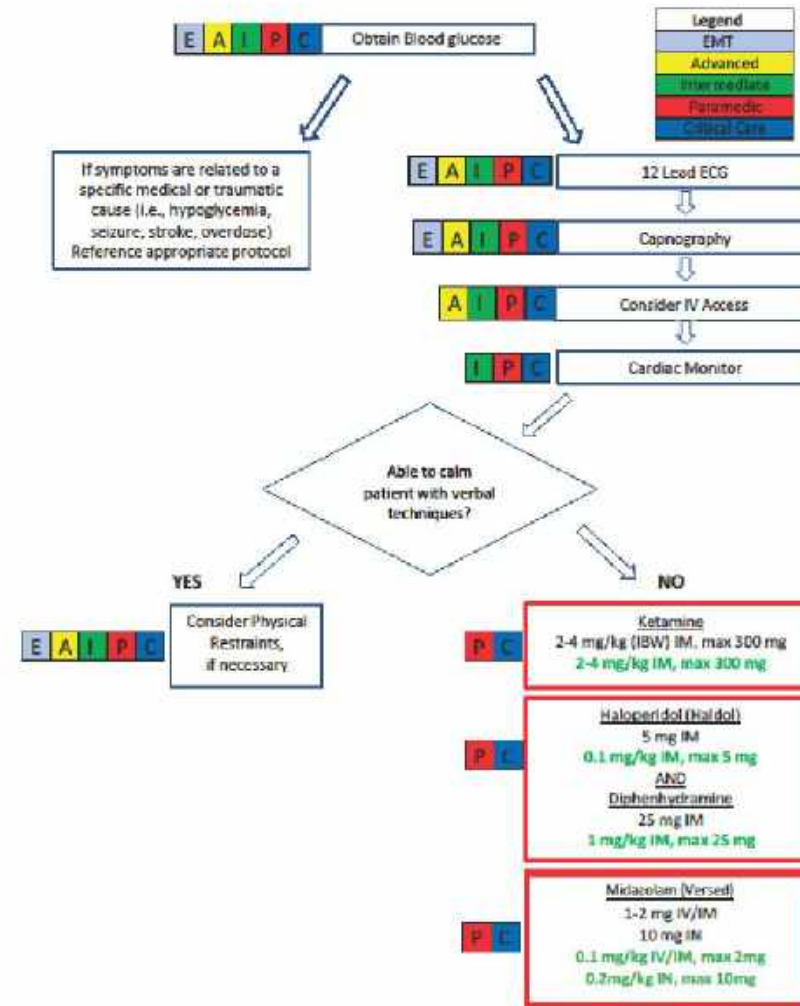 E A I P C Obtain Blood glucose
Legend
EMT
Advanced
Intermediate
Paramedic
Critical Care
If symptoms are related to a
specific medical or traumatic
cause (i.e., hypoglycemia,
seizure, stroke, overdose)
Reference appropriate protocol
E A I P C 12 Lead ECG
E A I P C Capnography
A I P C Consider IV Access
I P C Cardiac Monitor
Able to calm
patient with verbal
techniques?
YES
NO
E A I P C
Consider Physical
Restraints,
if necessary
P C
Ketamine
2-4 mg/kg (IBW) IM, max 300 mg
2-4 mg/kg IM, max 300 mg
P C
Haloperidol (Haldol)
5 mg IM
0.1 mg/kg IM, max 5 mg
AND
Diphenhydramine
25 mg IM
1 mg/kg IM, max 25 mg
P C
Midazolam (Versed)
1-2 mg IV/IM
10 mg IN
0.1 mg/kg IV/IM, max 2mg
0.2mg/kg IN, max 10mg